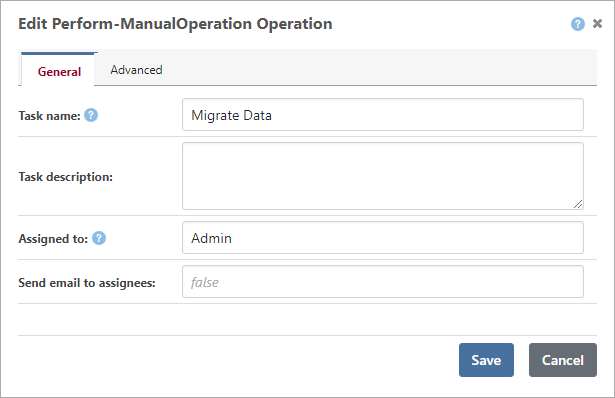 Edit Perform-ManualOperation Operation
General Advanced
Task name: ? Migrate Data
Task description:
Assigned to: ? Admin
Send email to assignees: false
Save Cancel